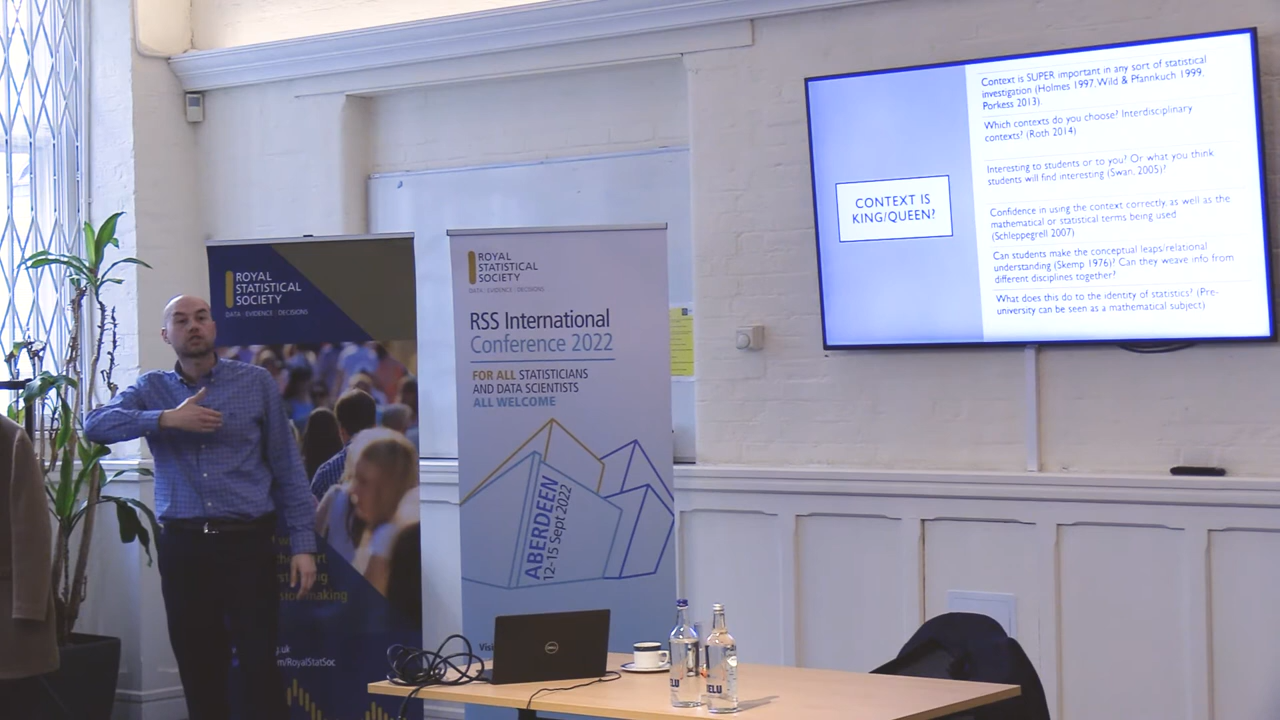 ROYAL
STATISTICAL
SOCIETY
DATA | EVIDENCE | DECISIONS
making
g.uk
m/RoyalStatSoc
ROYAL
STATISTICAL
SOCIETY
DATA | EVIDENCE | DECISIONS
RSS International
Conference 2022
FOR ALL STATISTICIANS
AND DATA SCIENTISTS
ALL WELCOME
ABERDEEN
12-15 Sept 2022
DELL
CONTEXT IS
KING/QUEEN?
Context is SUPER important in any sort of statistical
investigation (Holmes 1997, Wild & Pfannkuch 1999,
Porkess 2013).
Which contexts do you choose? Interdisciplinary
contexts? (Roth 2014)
Interesting to students or to you? Or what you think
students will find interesting (Swan, 2005)?
Confidence in using the context correctly, as well as the
mathematical or statistical terms being used
(Schleppegrell 2007)
Can students make the conceptual leaps/relational
understanding (Skemp 1976)? Can they weave info from
different disciplines together?
What does this do to the identity of statistics? (Pre-
university can be seen as a mathematical subject)